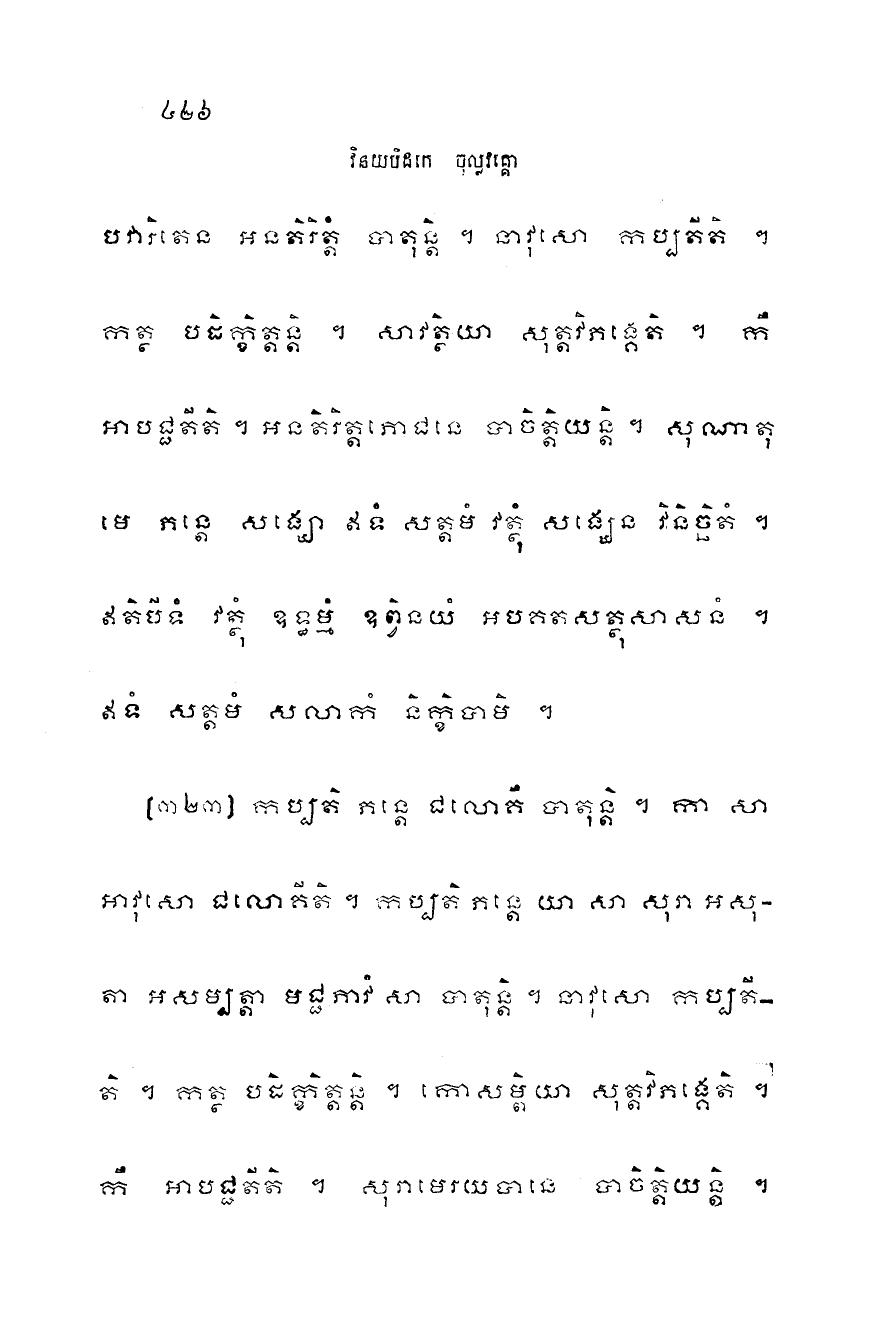 ៤២៦
វិនយបិដកេ ចុល្លវគ្គោ
បវារិតេន អនតិរិត្តំ បាតុន្តិ ។ នាវុសោ កប្បតីតិ ។
កត្ថ បដិក្ខិត្តន្តិ ។ សាវត្ថិយា សុត្តវិភង្គេតិ ។ កឹ
អាបជ្ជតីតិ ។ អនតិរិត្តភោជនេ បាចិត្តិយន្តិ ។ សុណាតុ
មេ ភន្តេ សង្ឃោ ឥទំ សត្តមំ វត្ថុំ សង្ឃេន វិនិច្ឆិតំ ។
ឥតិបីទំ វត្ថុំ ឧទ្ធម្មំ ឧព្វិនយំ អបគតសត្ថុសាសនំ ។
ឥទំ សត្តមំ សលាកំ និក្ខិបាមិ ។
[៣២៣] កប្បតិ ភន្តេ ជលោគឹ បាតុន្តិ ។ កា សា
អាវុសោ ជលោគីតិ ។ កប្បតិ ភន្តេ យា សា សុរា អសុ-
តា អសម្បត្តា មជ្ជភាវំ សា បាតុន្តិ ។ នាវុសោ កប្បតី-
តិ ។ កត្ថ បដិក្ខិត្តន្តិ ។ កោសម្ពិយា សុត្តវិភង្គេតិ ។
កឹ អាបជ្ជតីតិ ។ សុរាមេរយបានេ បាចិត្តិយន្តិ ។